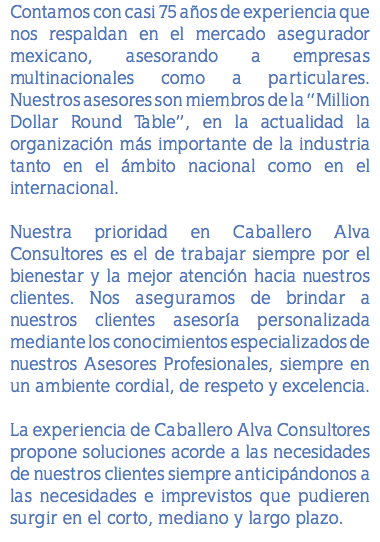 Contamos con casi 75 años de experiencia que
nos respaldan en el mercado asegurador
mexicano, asesorando a empresas
multinacionales como a particulares.
Nuestros asesores son miembros de la “Million
Dollar Round Table”, en la actualidad la
organización más importante de la industria
tanto en el ámbito nacional como en el
internacional.
Nuestra prioridad en Caballero Alva
Consultores es el de trabajar siempre por el
bienestar y la mejor atención hacia nuestros
clientes. Nos aseguramos de brindar a
nuestros clientes asesoría personalizada
mediante los conocimientos especializados de
nuestros Asesores Profesionales, siempre en
un ambiente cordial, de respeto y excelencia.
La experiencia de Caballero Alva Consultores
propone soluciones acorde a las necesidades
de nuestros clientes siempre anticipándonos a
las necesidades e imprevistos que pudieren
surgir en el corto, mediano y largo plazo.